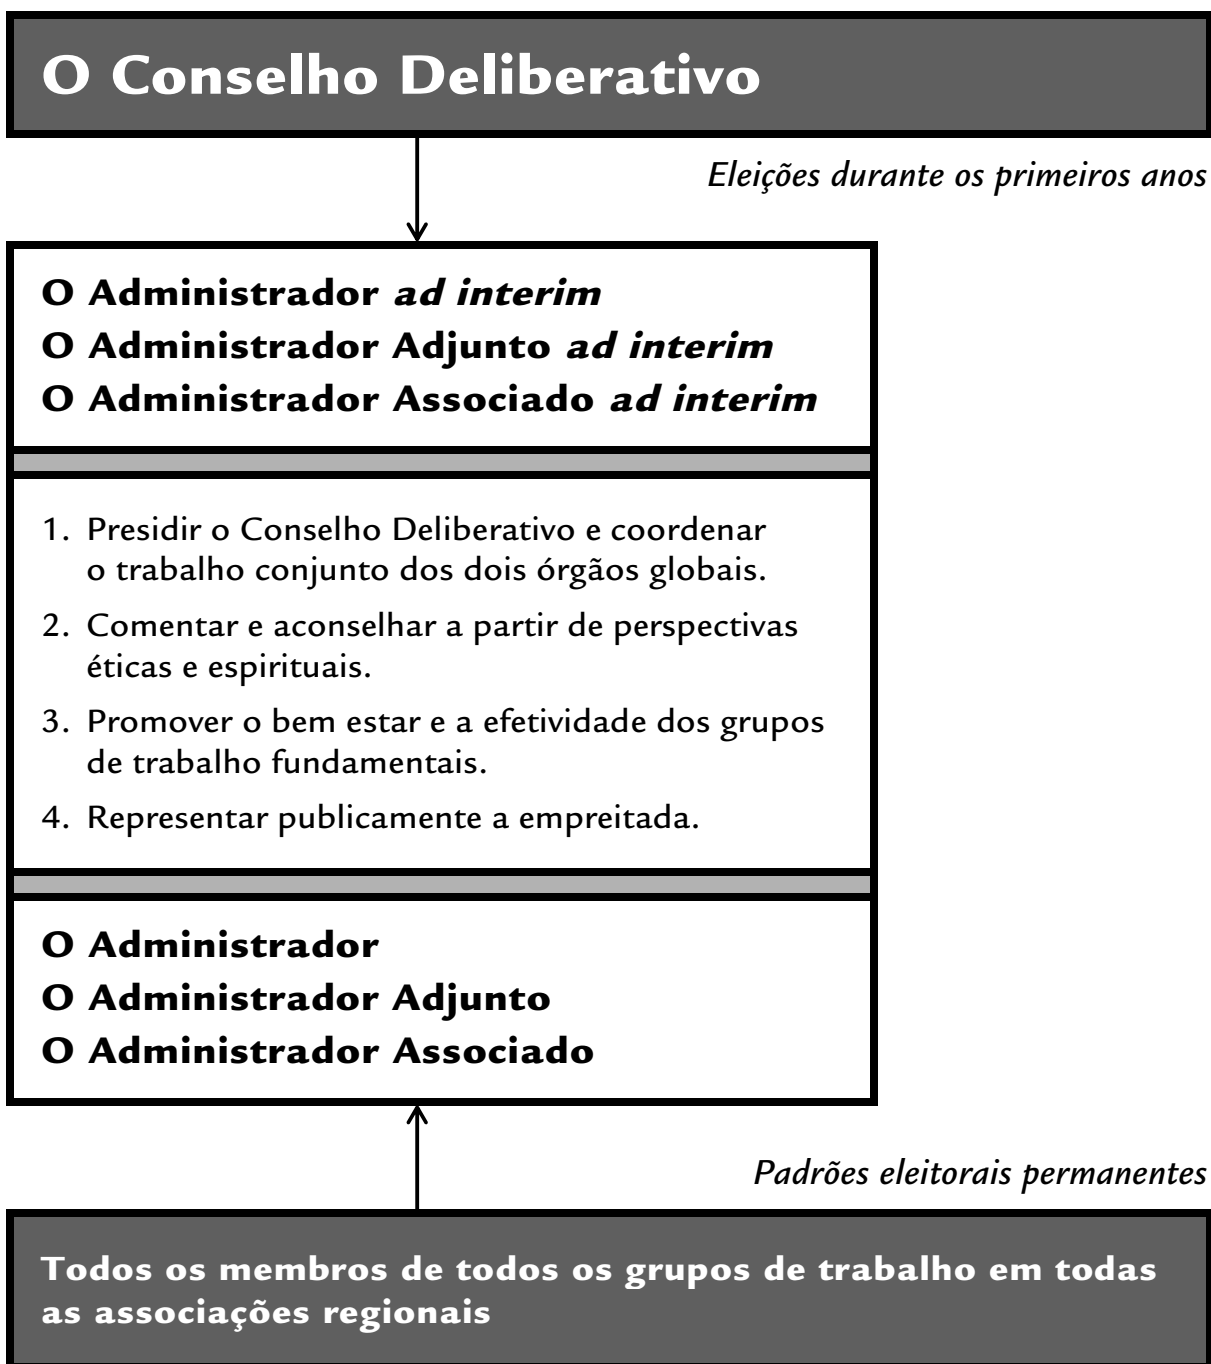 O Conselho Deliberativo
Eleições durante os primeiros anos
O Administrador ad interim
O Administrador Adjunto ad interim
O Administrador Associado ad interim
1. Presidir o Conselho Deliberativo e coordenar
o trabalho conjunto dos dois órgãos globais.
2. Comentar e aconselhar a partir de perspectivas
éticas e espirituais.
3. Promover o bem estar e a efetividade dos grupos
de trabalho fundamentais.
4. Representar publicamente a empreitada.
O Administrador
O Administrador Adjunto
O Administrador Associado
Padrões eleitorais permanentes
Todos os membros de todos os grupos de trabalho em todas
as associações regionais